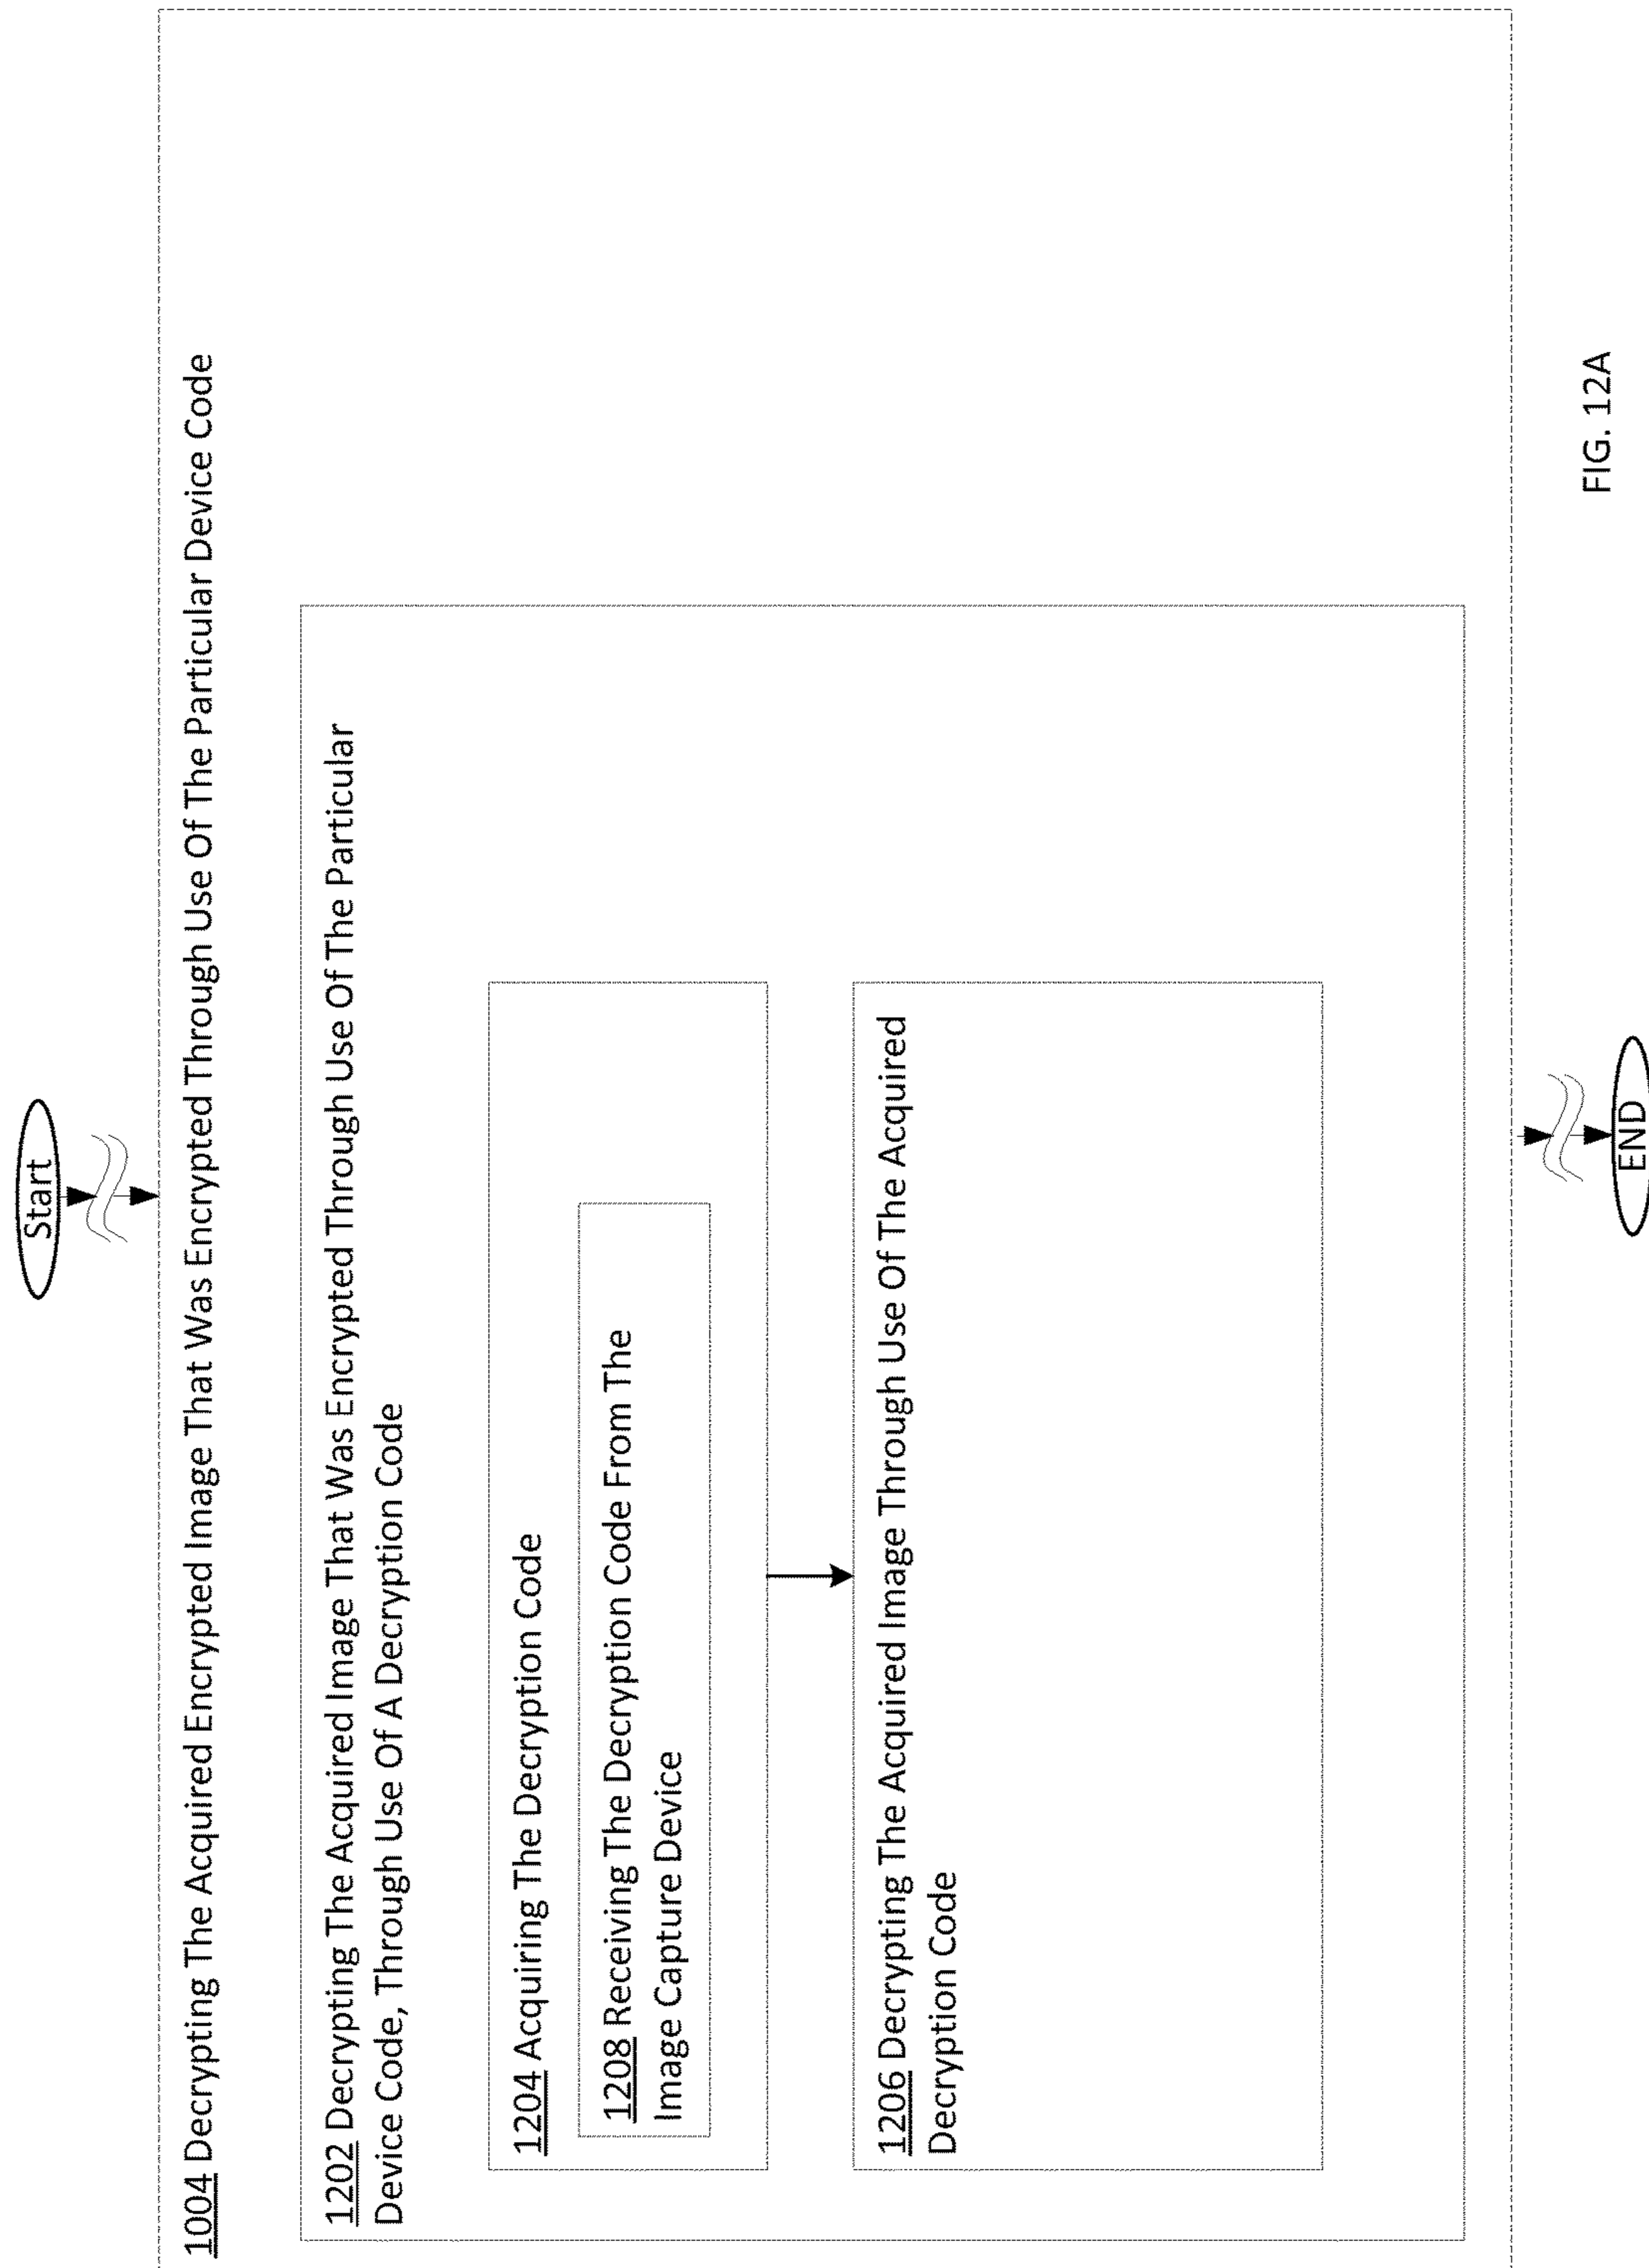 Start
1004 Decrypting The Acquired Encrypted Image That Was Encrypted Through Use Of The Particular Device Code
1202 Decrypting The Acquired Image That Was Encrypted Through Use Of The Particular
Device Code, Through Use Of A Decryption Code
1204 Acquiring The Decryption Code
1208 Receiving The Decryption Code From The
Image Capture Device
1206 Decrypting The Acquired Image Through Use Of The Acquired
Decryption Code
END
FIG. 12A